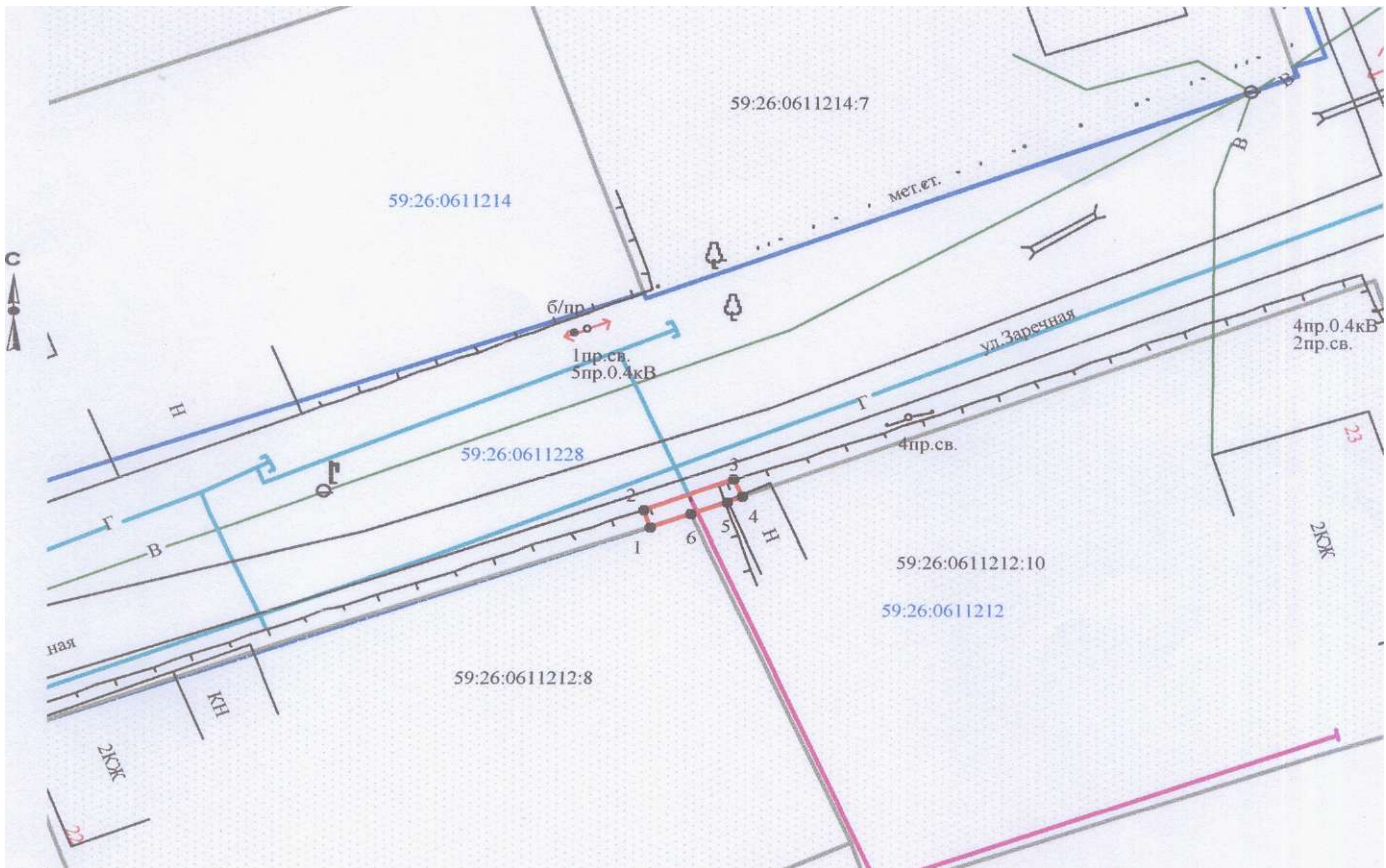 59:26:0611214:7
В
В
59:26:0611214
мет.ст.
С
б/пр.
1пр.св.
5пр.0.4кВ
ул.Заречная
4пр.0.4кВ
2пр.св.
Н
Г
4пр.св.
23
59:26:0611228
3
2
4
5
1
6
Г
В
Н
2КЖ
59:26:0611212:10
59:26:0611212
ная
59:26:0611212:8
КН
2КЖ
22